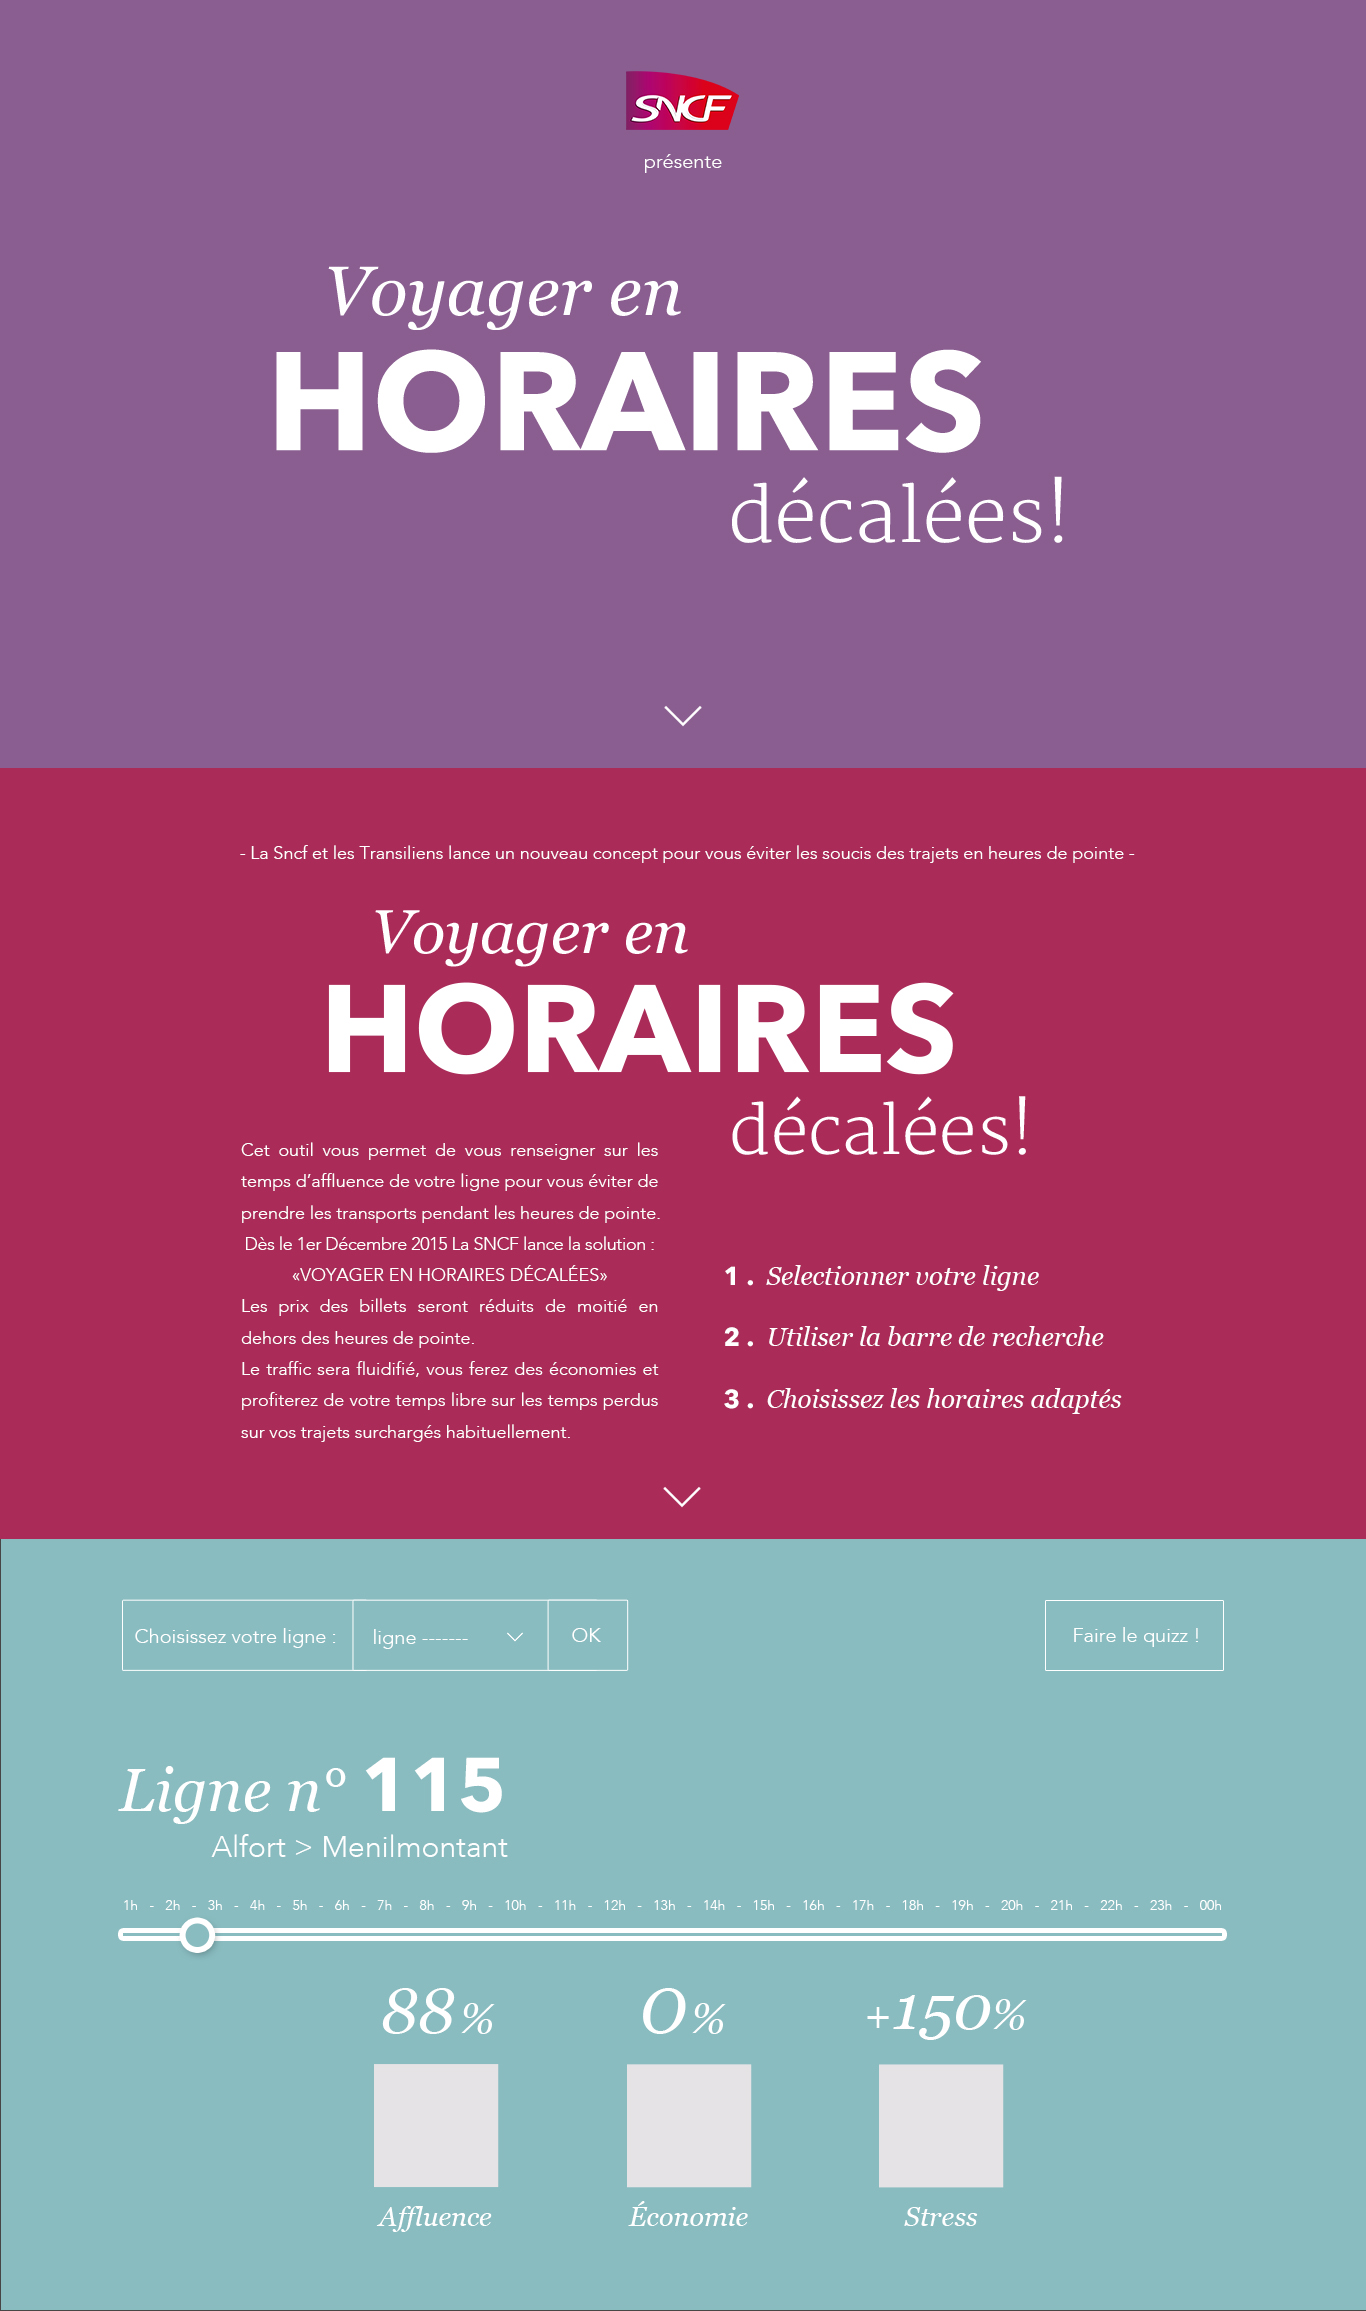 SNCF
présente
Voyager en
HORAIRES
décalées!
- La Sncf et les Transiliens lance un nouveau concept pour vous éviter les soucis des trajets en heures de pointe -
Voyager en
HORAIRES
décalées!
Cet outil vous permet de vous renseigner sur les
temps d’affluence de votre ligne pour vous éviter de
prendre les transports pendant les heures de pointe.
Dès le 1er Décembre 2015 La SNCF lance la solution :
«VOYAGER EN HORAIRES DÉCALÉES»
Les prix des billets seront réduits de moitié en
dehors des heures de pointe.
Le traffic sera fluidifié, vous ferez des économies et
profiterez de votre temps libre sur les temps perdus
sur vos trajets surchargés habituellement.
1 . Selectionner votre ligne
2 . Utiliser la barre de recherche
3 . Choisissez les horaires adaptés
Choisissez votre ligne : ligne ------- OK
Faire le quizz !
Ligne n° 115
Alfort > Menilmontant
1h - 2h - 3h - 4h - 5h - 6h - 7h - 8h - 9h - 10h - 11h - 12h - 13h - 14h - 15h - 16h - 17h - 18h - 19h - 20h - 21h - 22h - 23h - 00h
88 % 0 % +150%
Affluence Économie Stress